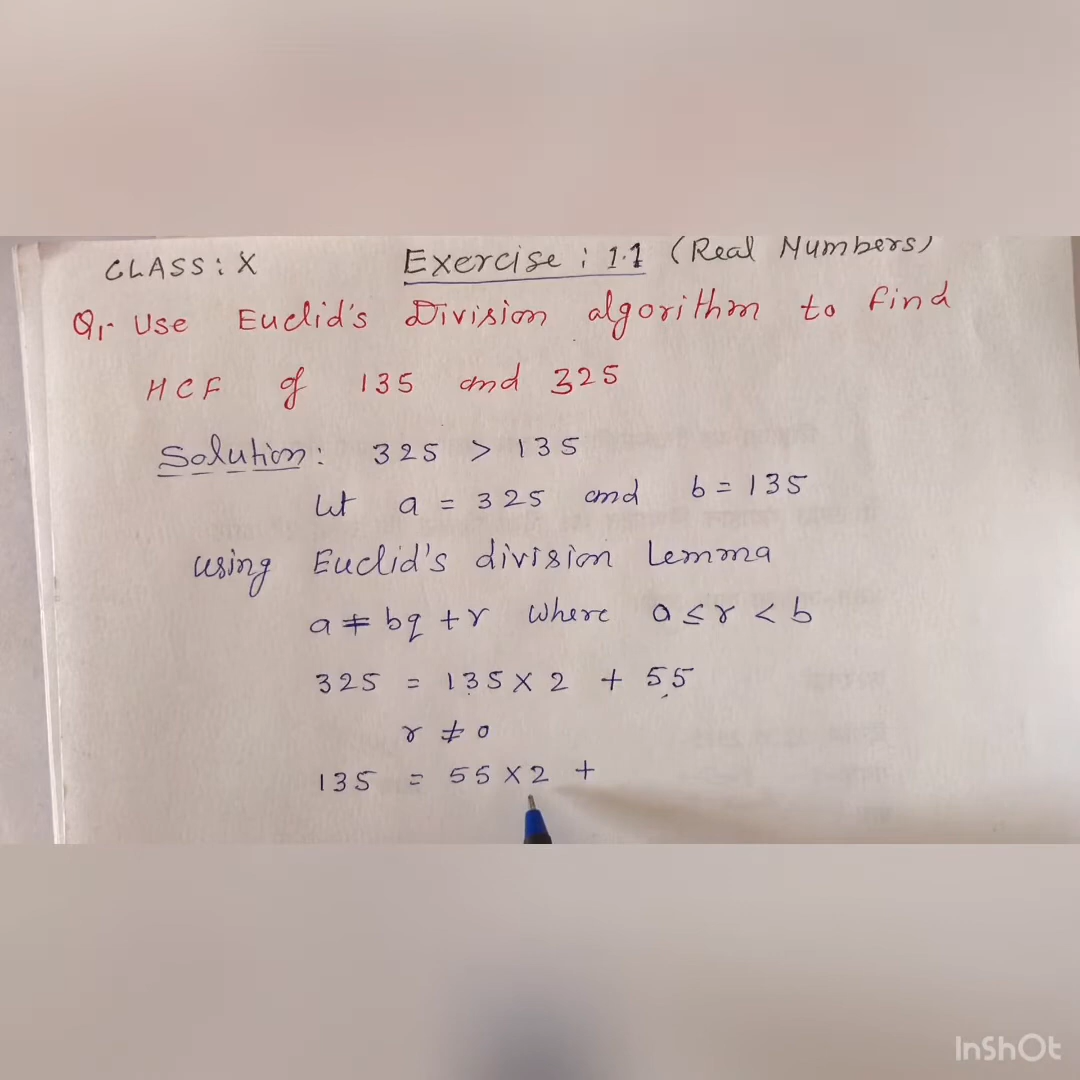 CLASS: X Exercise: 1.1 (Real Numbers)
Q1- Use Euclid's Division algorithm to find
HCF of 135 and 325
Solution: 325 > 135
Let a = 325 and b = 135
using Euclid's division Lemma
a ≠ bq + r where a ≤ r < b
325 = 135 × 2 + 55
r ≠ 0
135 = 55 × 2 +
InShOt